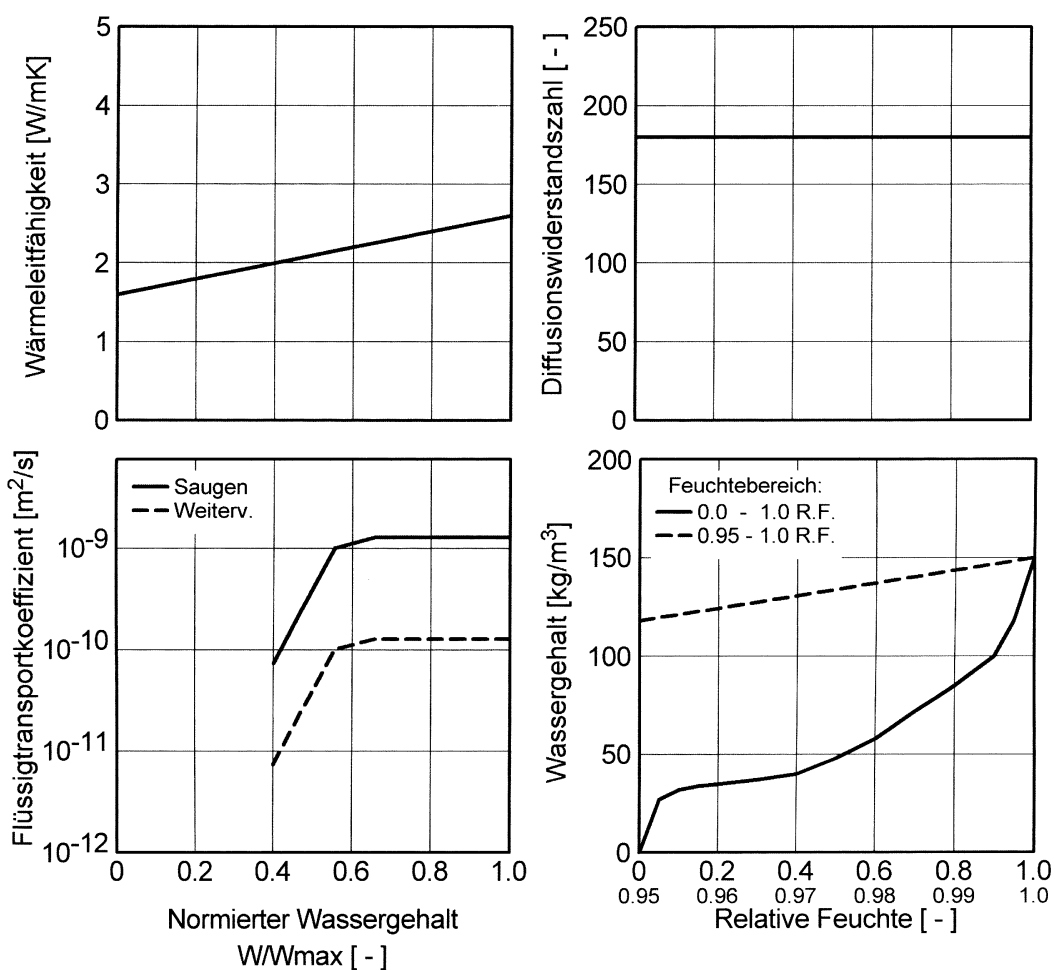 Wärmeleitfähigkeit [W/mK]
5
4
3
2
1
0
Diffusionswiderstandszahl [ - ]
250
200
150
100
50
0
Flüssigtransportkoeffizient [m²/s]
Saugen
Weiterv.
10⁻⁹
10⁻¹⁰
10⁻¹¹
10⁻¹²
0 0.2 0.4 0.6 0.8 1.0
Normierter Wassergehalt
W/Wmax [ - ]
Wassergehalt [kg/m³]
200
150
100
50
0
Feuchtebereich:
0.0 - 1.0 R.F.
0.95 - 1.0 R.F.
0 0.2 0.4 0.6 0.8 1.0
0.95 0.96 0.97 0.98 0.99 1.0
Relative Feuchte [ - ]